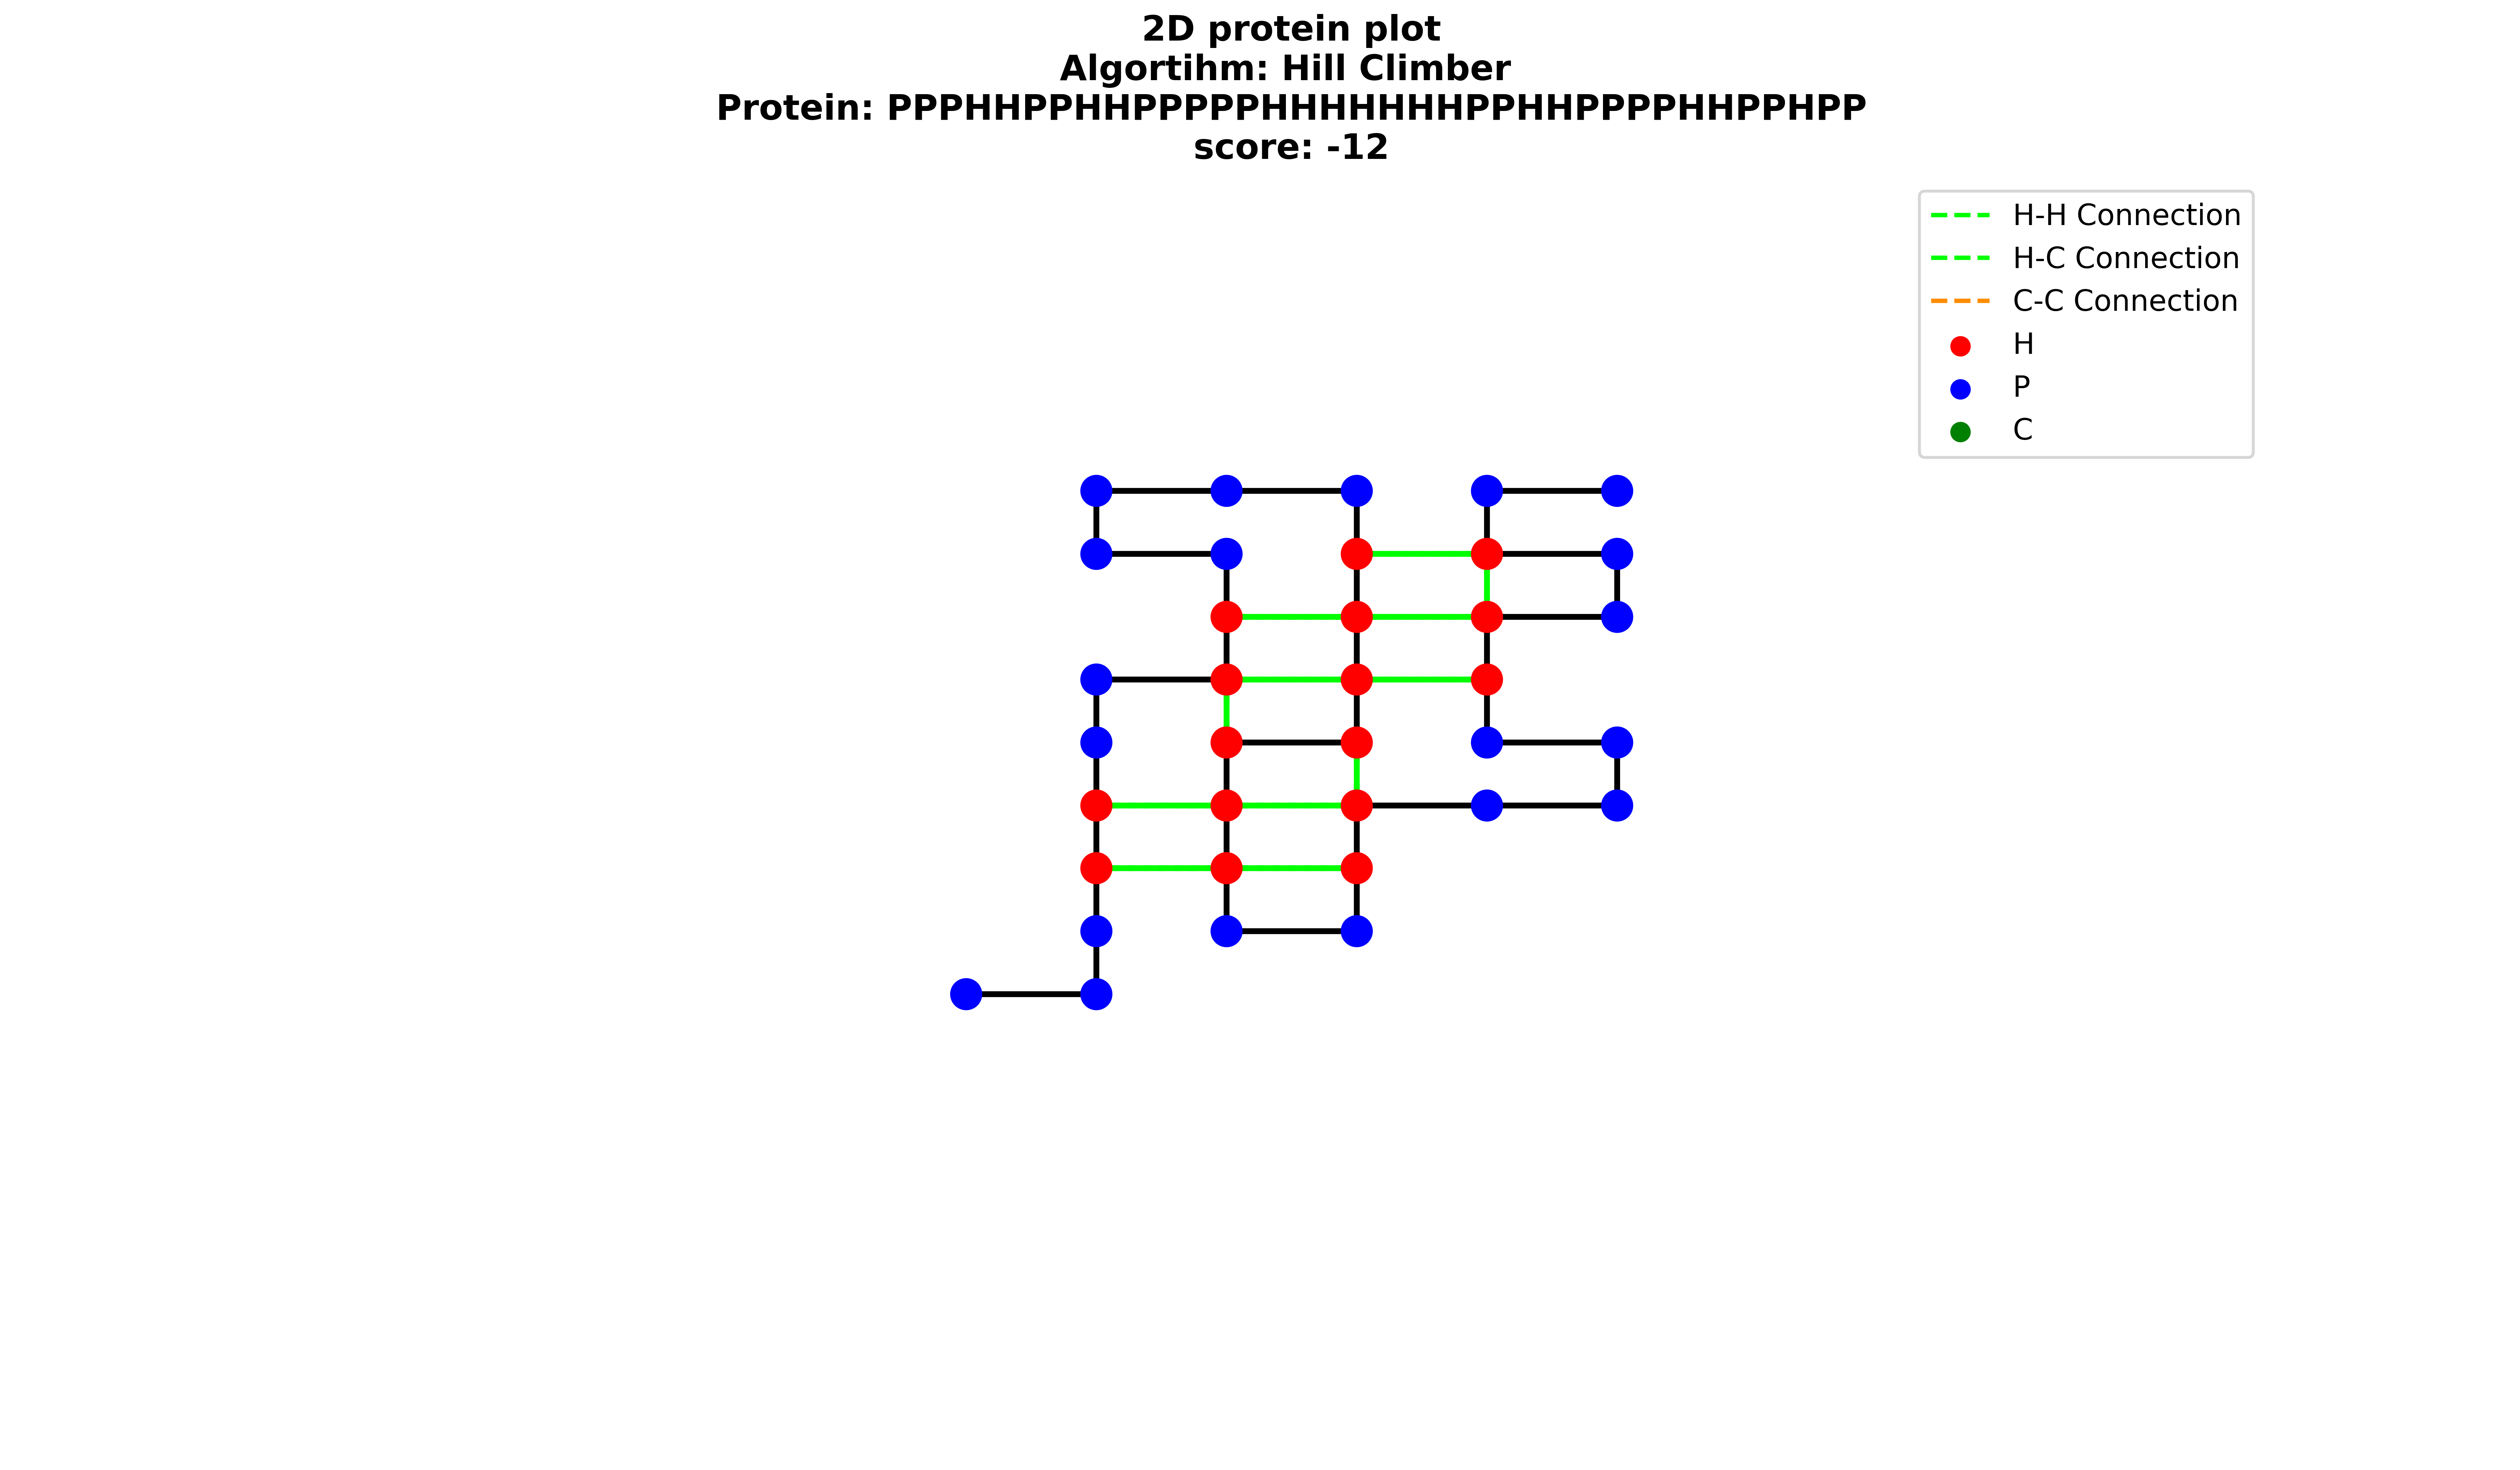 2D protein plot
Algortihm: Hill Climber
Protein: PPPHHPPHHPPPPPHHHHHHHPPHHPPPPHHPPHPP
score: -12
H-H Connection
H-C Connection
C-C Connection
H
P
C